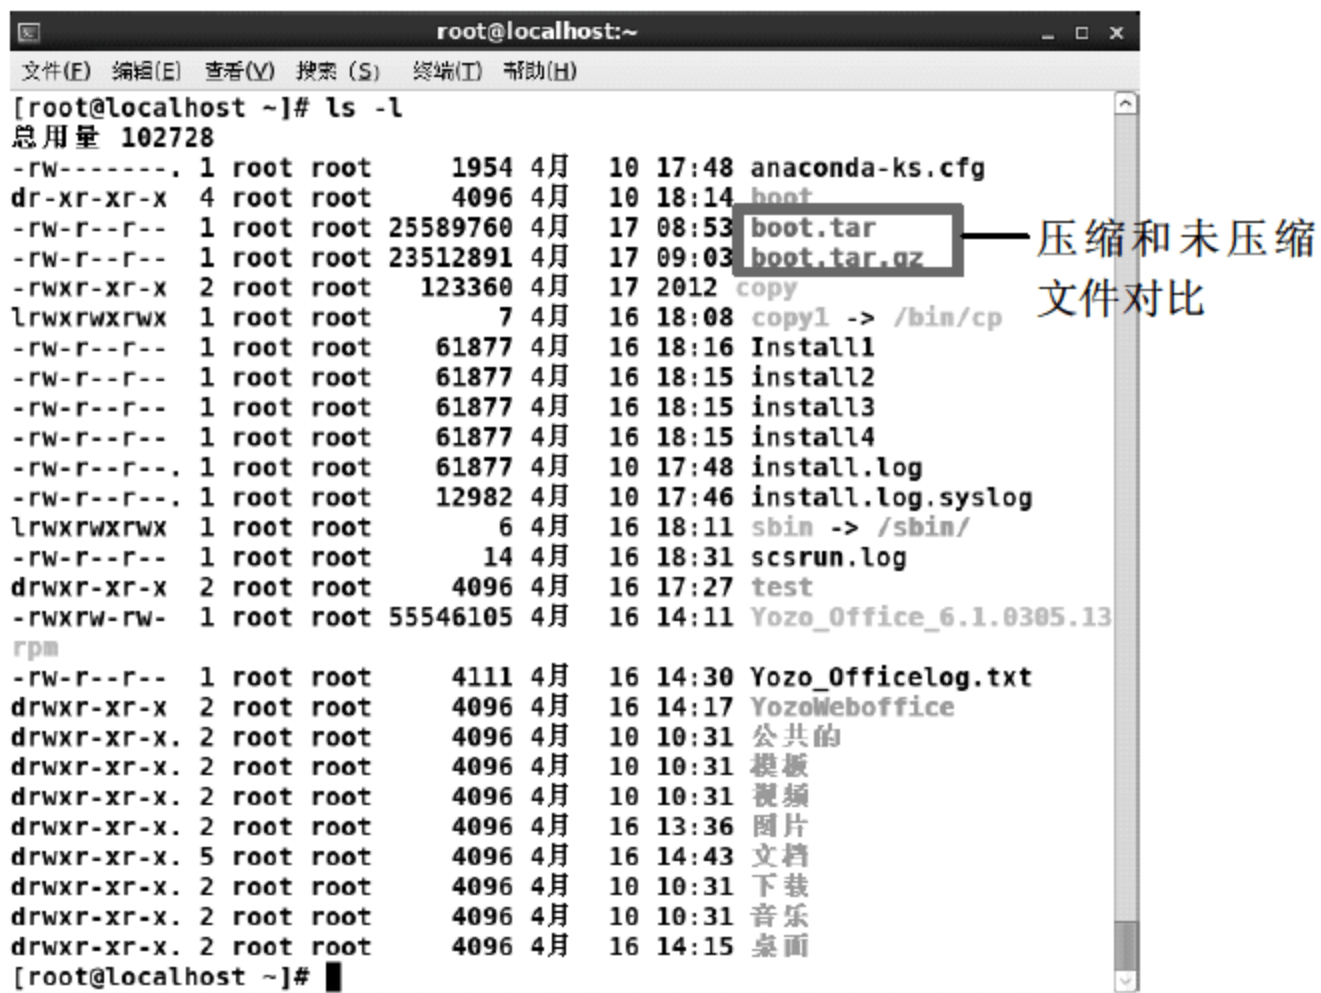 root@localhost:~
文件(F) 编辑(E) 查看(V) 搜索 (S) 终端(T) 帮助(H)
[root@localhost ~]# ls -l
总用量 102728
-rw-------. 1 root root 1954 4月 10 17:48 anaconda-ks.cfg
dr-xr-xr-x 4 root root 4096 4月 10 18:14 boot
-rw-r--r-- 1 root root 25589760 4月 17 08:53 boot.tar
-rw-r--r-- 1 root root 23512891 4月 17 09:03 boot.tar.gz
-rwxr-xr-x 2 root root 123360 4月 17 2012 copy
lrwxrwxrwx 1 root root 7 4月 16 18:08 copy1 -> /bin/cp
-rw-r--r-- 1 root root 61877 4月 16 18:16 Install1
-rw-r--r-- 1 root root 61877 4月 16 18:15 install2
-rw-r--r-- 1 root root 61877 4月 16 18:15 install3
-rw-r--r-- 1 root root 61877 4月 16 18:15 install4
-rw-r--r--. 1 root root 61877 4月 10 17:48 install.log
-rw-r--r--. 1 root root 12982 4月 10 17:46 install.log.syslog
lrwxrwxrwx 1 root root 6 4月 16 18:11 sbin -> /sbin/
-rw-r--r-- 1 root root 14 4月 16 18:31 scsrun.log
drwxr-xr-x 2 root root 4096 4月 16 17:27 test
-rwxrw-rw- 1 root root 55546105 4月 16 14:11 Yozo_Office_6.1.0305.13
rpm
-rw-r--r-- 1 root root 4111 4月 16 14:30 Yozo_Officelog.txt
drwxr-xr-x 2 root root 4096 4月 16 14:17 YozoWeboffice
drwxr-xr-x. 2 root root 4096 4月 10 10:31 公共的
drwxr-xr-x. 2 root root 4096 4月 10 10:31 模板
drwxr-xr-x. 2 root root 4096 4月 10 10:31 视频
drwxr-xr-x. 2 root root 4096 4月 16 13:36 图片
drwxr-xr-x. 5 root root 4096 4月 16 14:43 文档
drwxr-xr-x. 2 root root 4096 4月 10 10:31 下载
drwxr-xr-x. 2 root root 4096 4月 10 10:31 音乐
drwxr-xr-x. 2 root root 4096 4月 16 14:15 桌面
[root@localhost ~]#
压缩和未压缩
文件对比